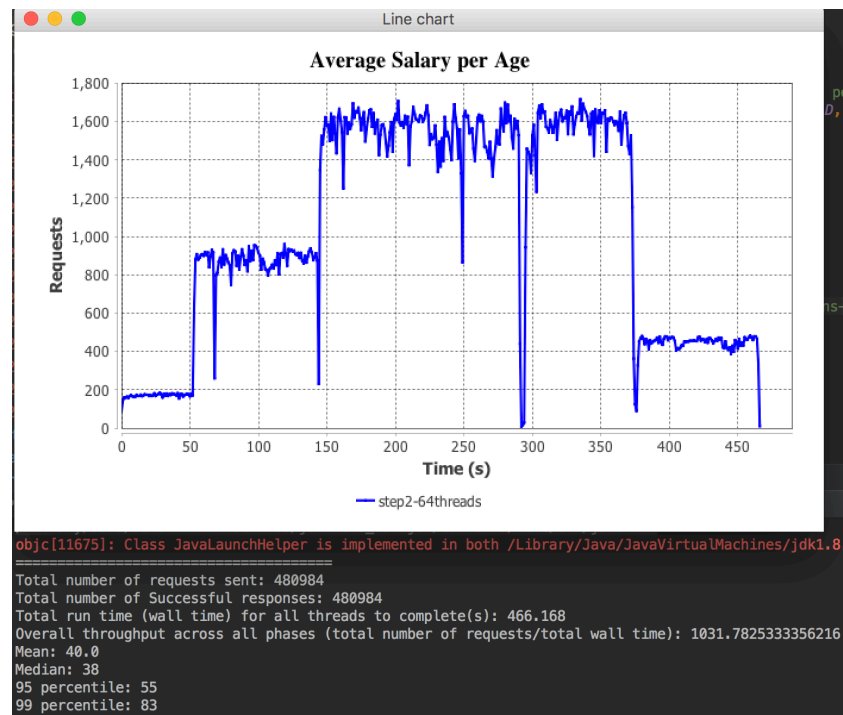 Line chart
Average Salary per Age
1,800
1,600
1,400
1,200
1,000
800
600
400
200
0
Requests
0 50 100 150 200 250 300 350 400 450
Time (s)
step2-64threads
pe
D,
ns-
objc[11675]: Class JavaLaunchHelper is implemented in both /Library/Java/JavaVirtualMachines/jdk1.8
======================================
Total number of requests sent: 480984
Total number of Successful responses: 480984
Total run time (wall time) for all threads to complete(s): 466.168
Overall throughput across all phases (total number of requests/total wall time): 1031.7825333356216
Mean: 40.0
Median: 38
95 percentile: 55
99 percentile: 83